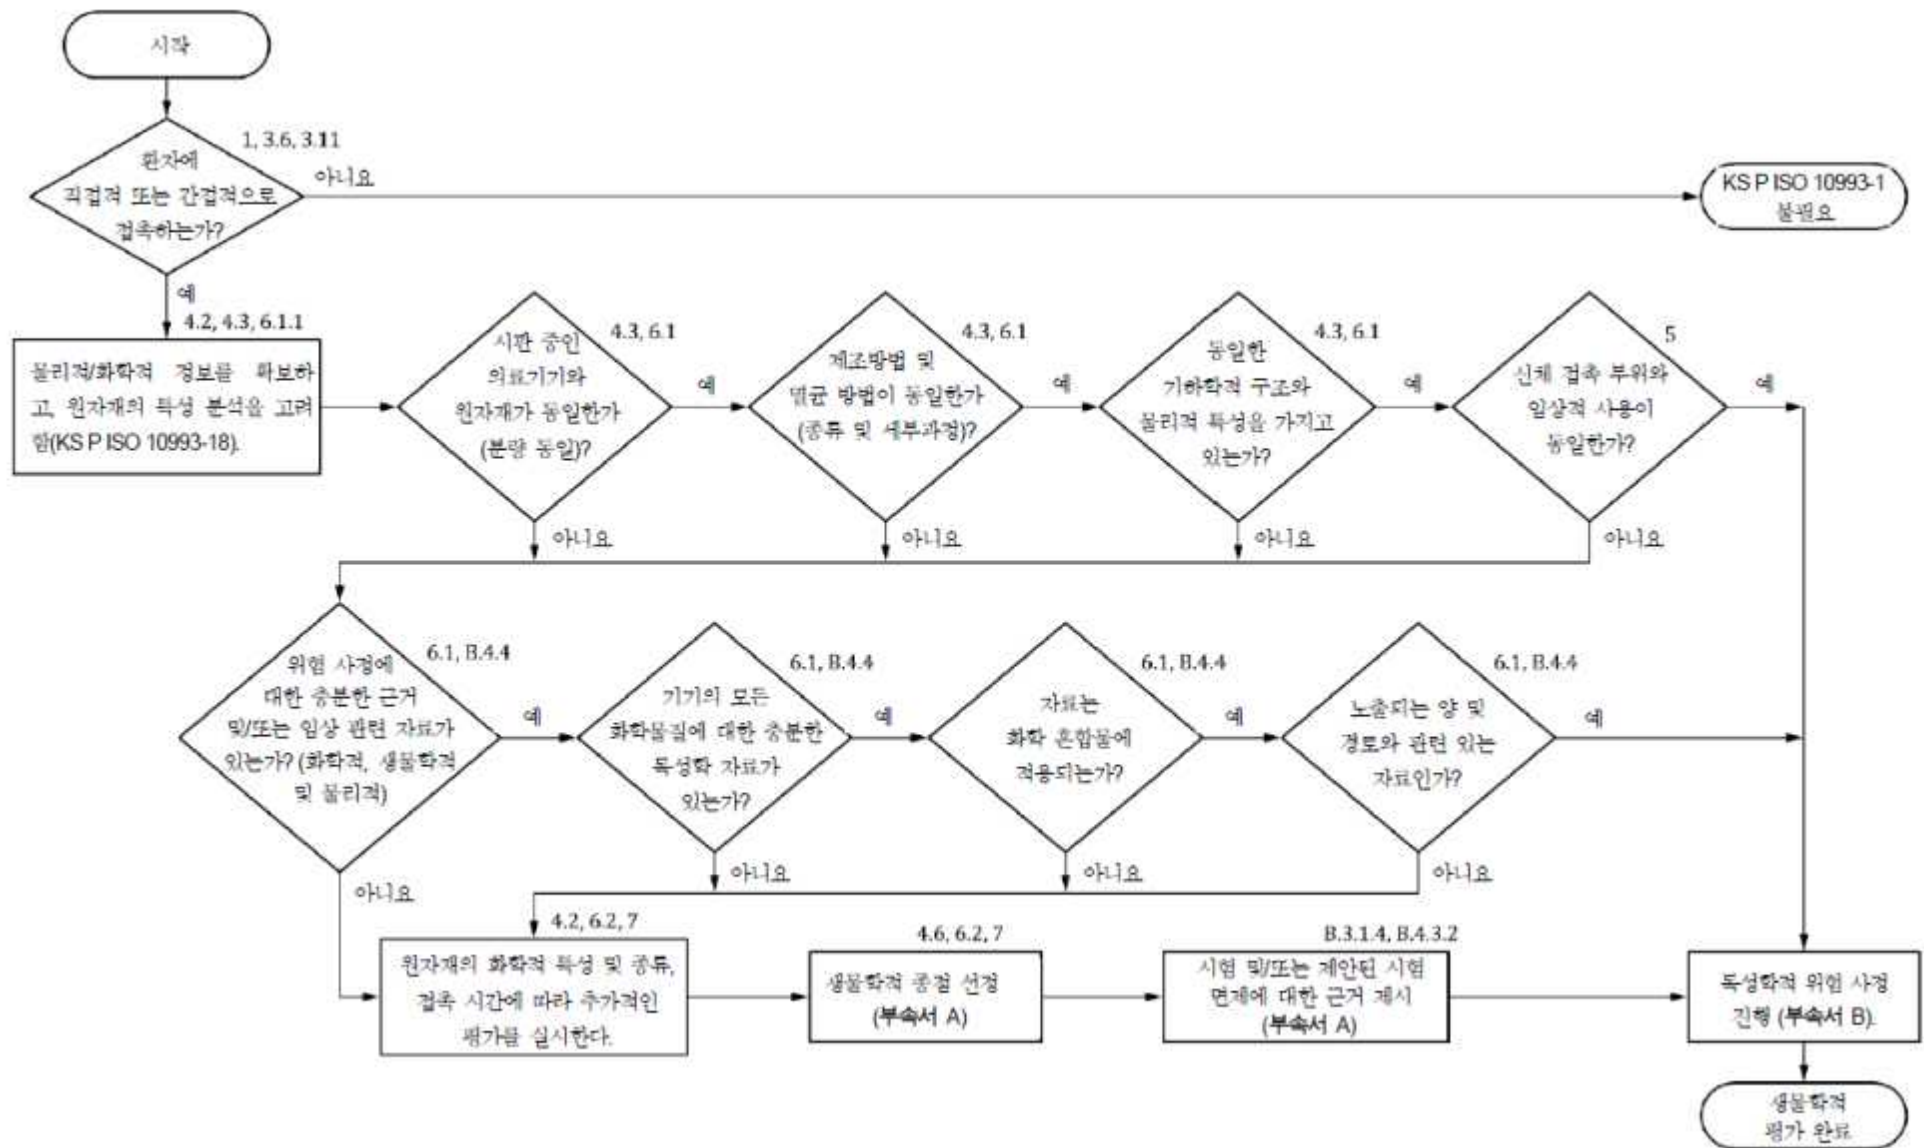 시작
1, 3.6, 3.11
환자에
직접적 또는 간접적으로
접촉하는가?
아니요
KS P ISO 10993-1
불필요
예
4.2, 4.3, 6.1.1
물리적/화학적 정보를 확보하
고, 원자재의 특성 분석을 고려
함(KS P ISO 10993-18).
4.3, 6.1
시판 중인
의료기기와
원자재가 동일한가
(분량 동일)?
예
아니요
4.3, 6.1
제조방법 및
멸균 방법이 동일한가
(종류 및 세부과정)?
예
아니요
4.3, 6.1
동일한
기하학적 구조와
물리적 특성을 가지고
있는가?
예
아니요
5
신체 접촉 부위와
임상적 사용이
동일한가?
예
아니요
6.1, B.4.4
위험 사정에
대한 충분한 근거
및/또는 임상 관련 자료가
있는가? (화학적, 생물학적
및 물리적)
예
아니요
6.1, B.4.4
기기의 모든
화학물질에 대한 충분한
독성학 자료가
있는가?
예
아니요
6.1, B.4.4
자료는
화학 혼합물에
적용되는가?
예
아니요
6.1, B.4.4
노출되는 양 및
경로와 관련 있는
자료인가?
예
아니요
4.2, 6.2, 7
원자재의 화학적 특성 및 종류,
접촉 시간에 따라 추가적인
평가를 실시한다.
4.6, 6.2, 7
생물학적 종점 선정
(부속서 A)
B.3.1.4, B.4.3.2
시험 및/또는 제안된 시험
면제에 대한 근거 제시
(부속서 A)
독성학적 위험 사정
진행 (부속서 B).
생물학적
평가 완료